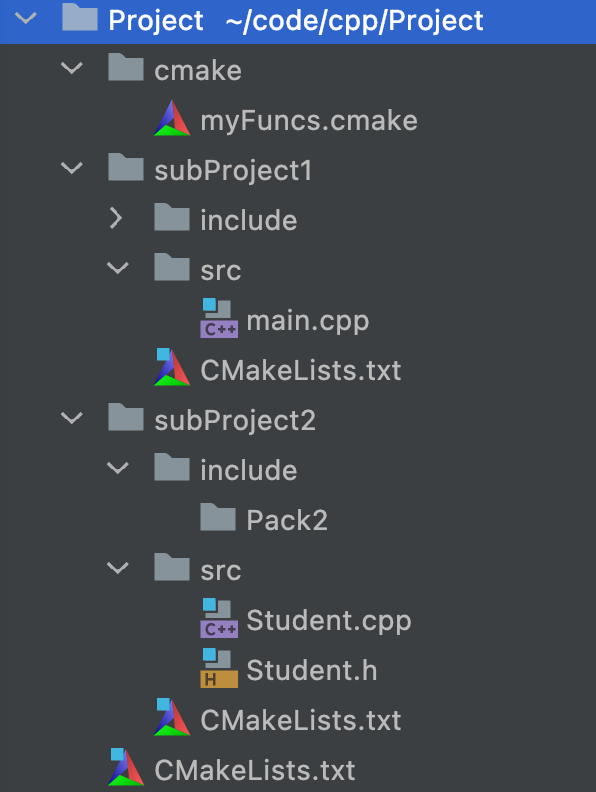 Project ~/code/cpp/Project
cmake
myFuncs.cmake
subProject1
include
src
C++ main.cpp
CMakeLists.txt
subProject2
include
Pack2
src
C++ Student.cpp
H Student.h
CMakeLists.txt
CMakeLists.txt